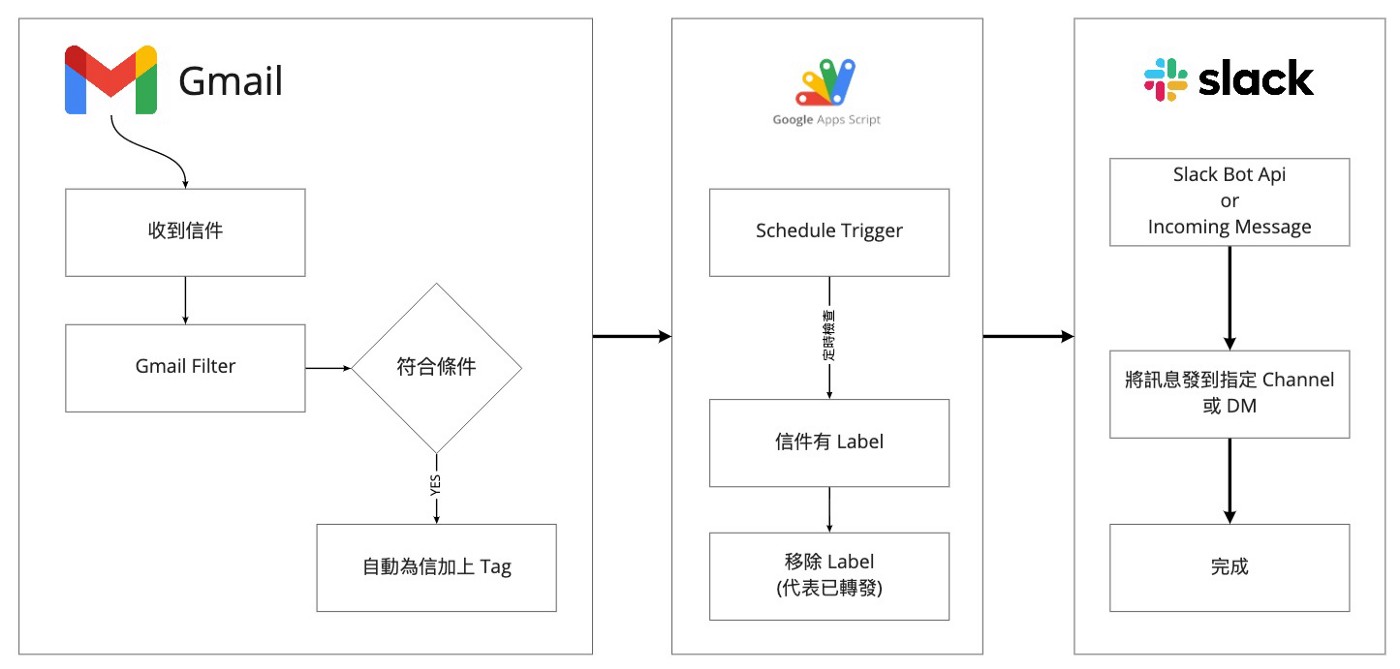 Gmail
收到信件
Gmail Filter
符合條件
YES
自動為信加上 Tag
Google Apps Script
Schedule Trigger
定時檢查
信件有 Label
移除 Label
(代表已轉發)
slack
Slack Bot Api
or
Incoming Message
將訊息發到指定 Channel
或 DM
完成